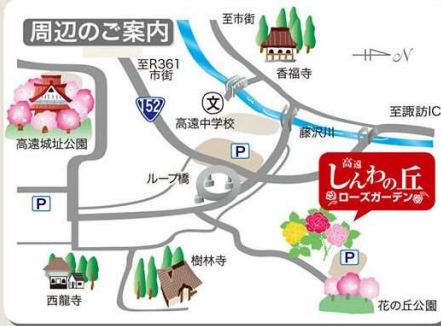 周辺のご案内
至市街
至R361
市街
香福寺
N
152
文
高遠中学校
藤沢川
至諏訪IC
高遠城址公園
P
ループ橋
高遠
しんわの丘
ローズガーデン
P
P
樹林寺
西龍寺
花の丘公園